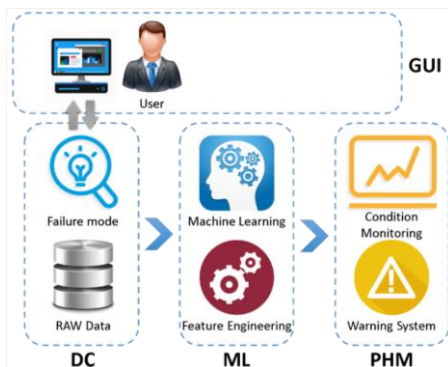 GUI
User
Failure mode
Machine Learning
Condition
Monitoring
RAW Data
Feature Engineering
Warning System
DC
ML
PHM